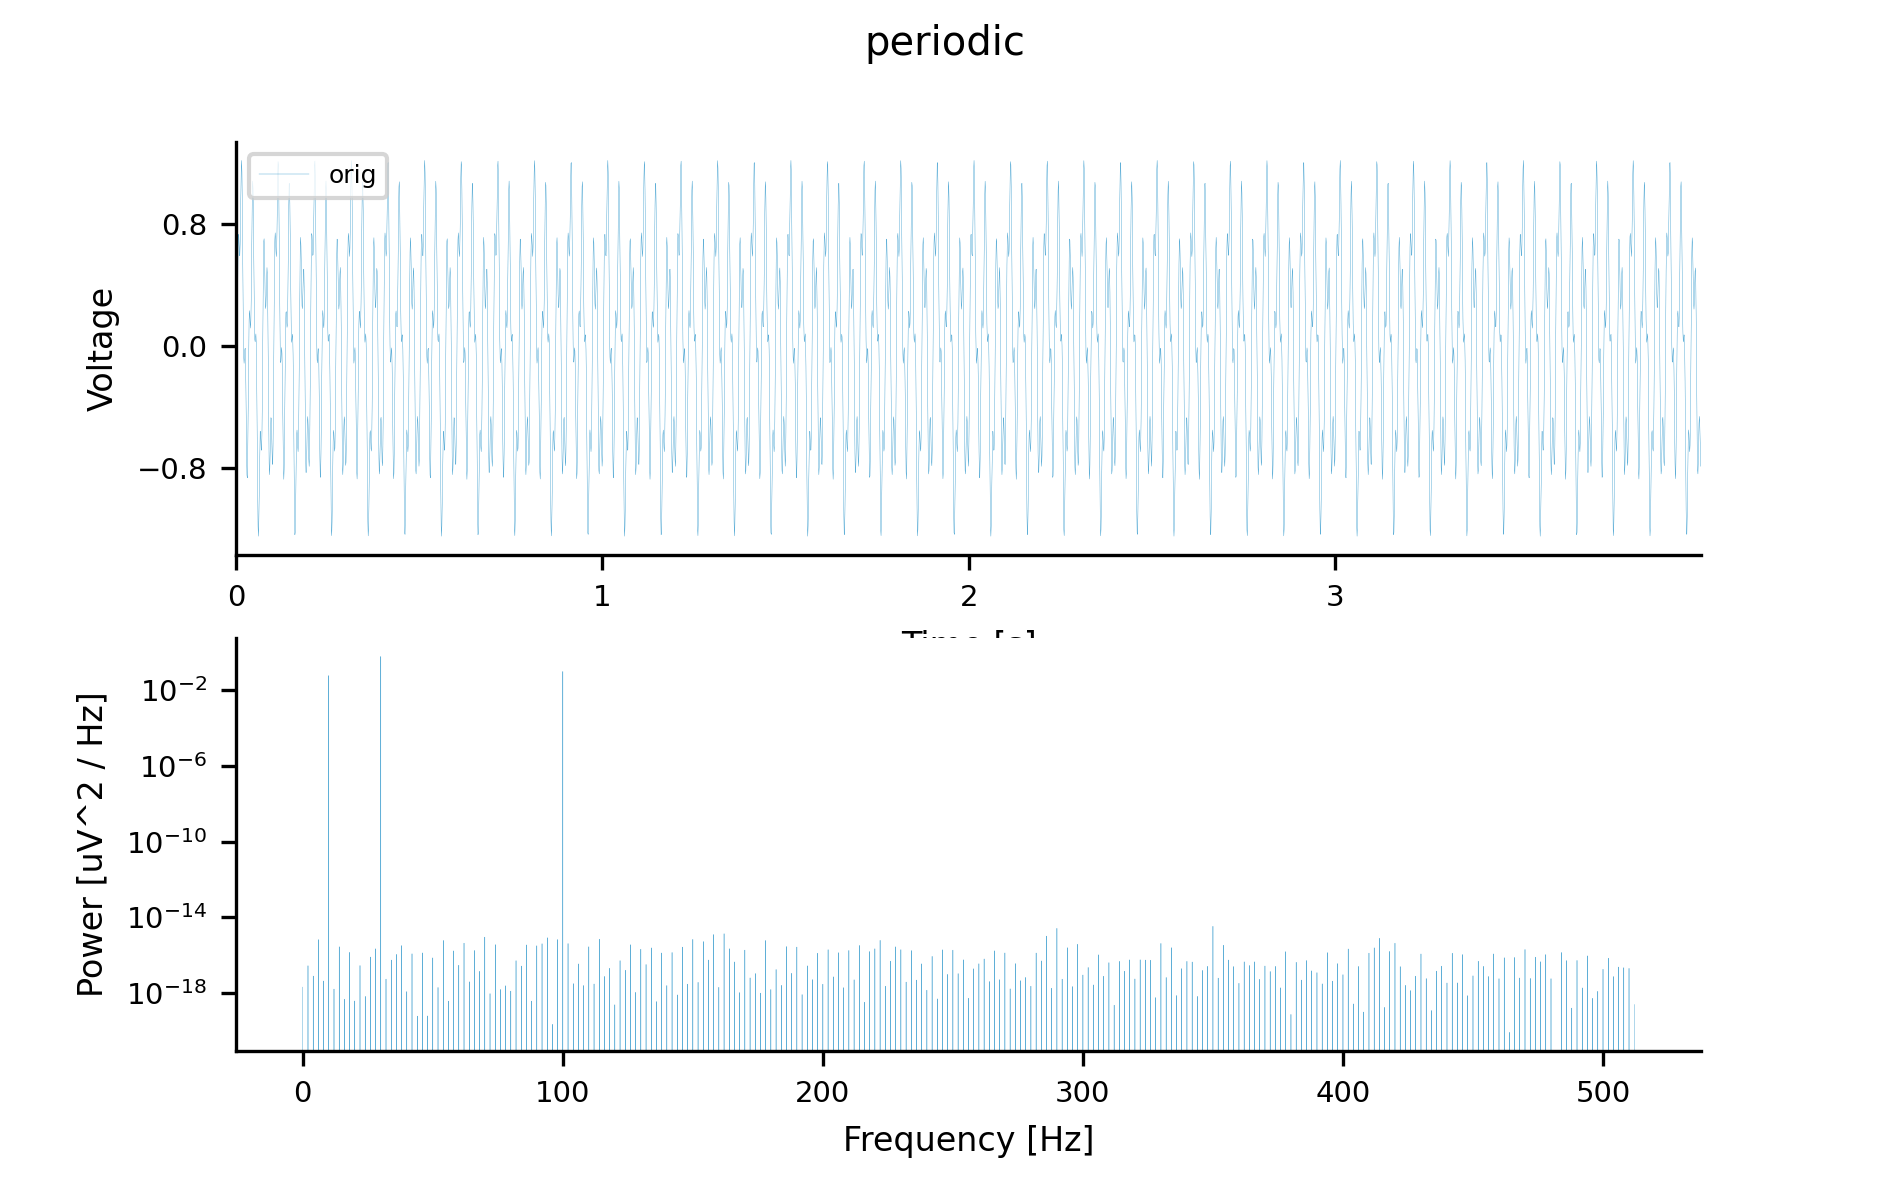 periodic
orig
Voltage
0.8
0.0
−0.8
0 1 2 3
Time [s]
Power [uV^2 / Hz]
10⁻²
10⁻⁶
10⁻¹⁰
10⁻¹⁴
10⁻¹⁸
0 100 200 300 400 500
Frequency [Hz]